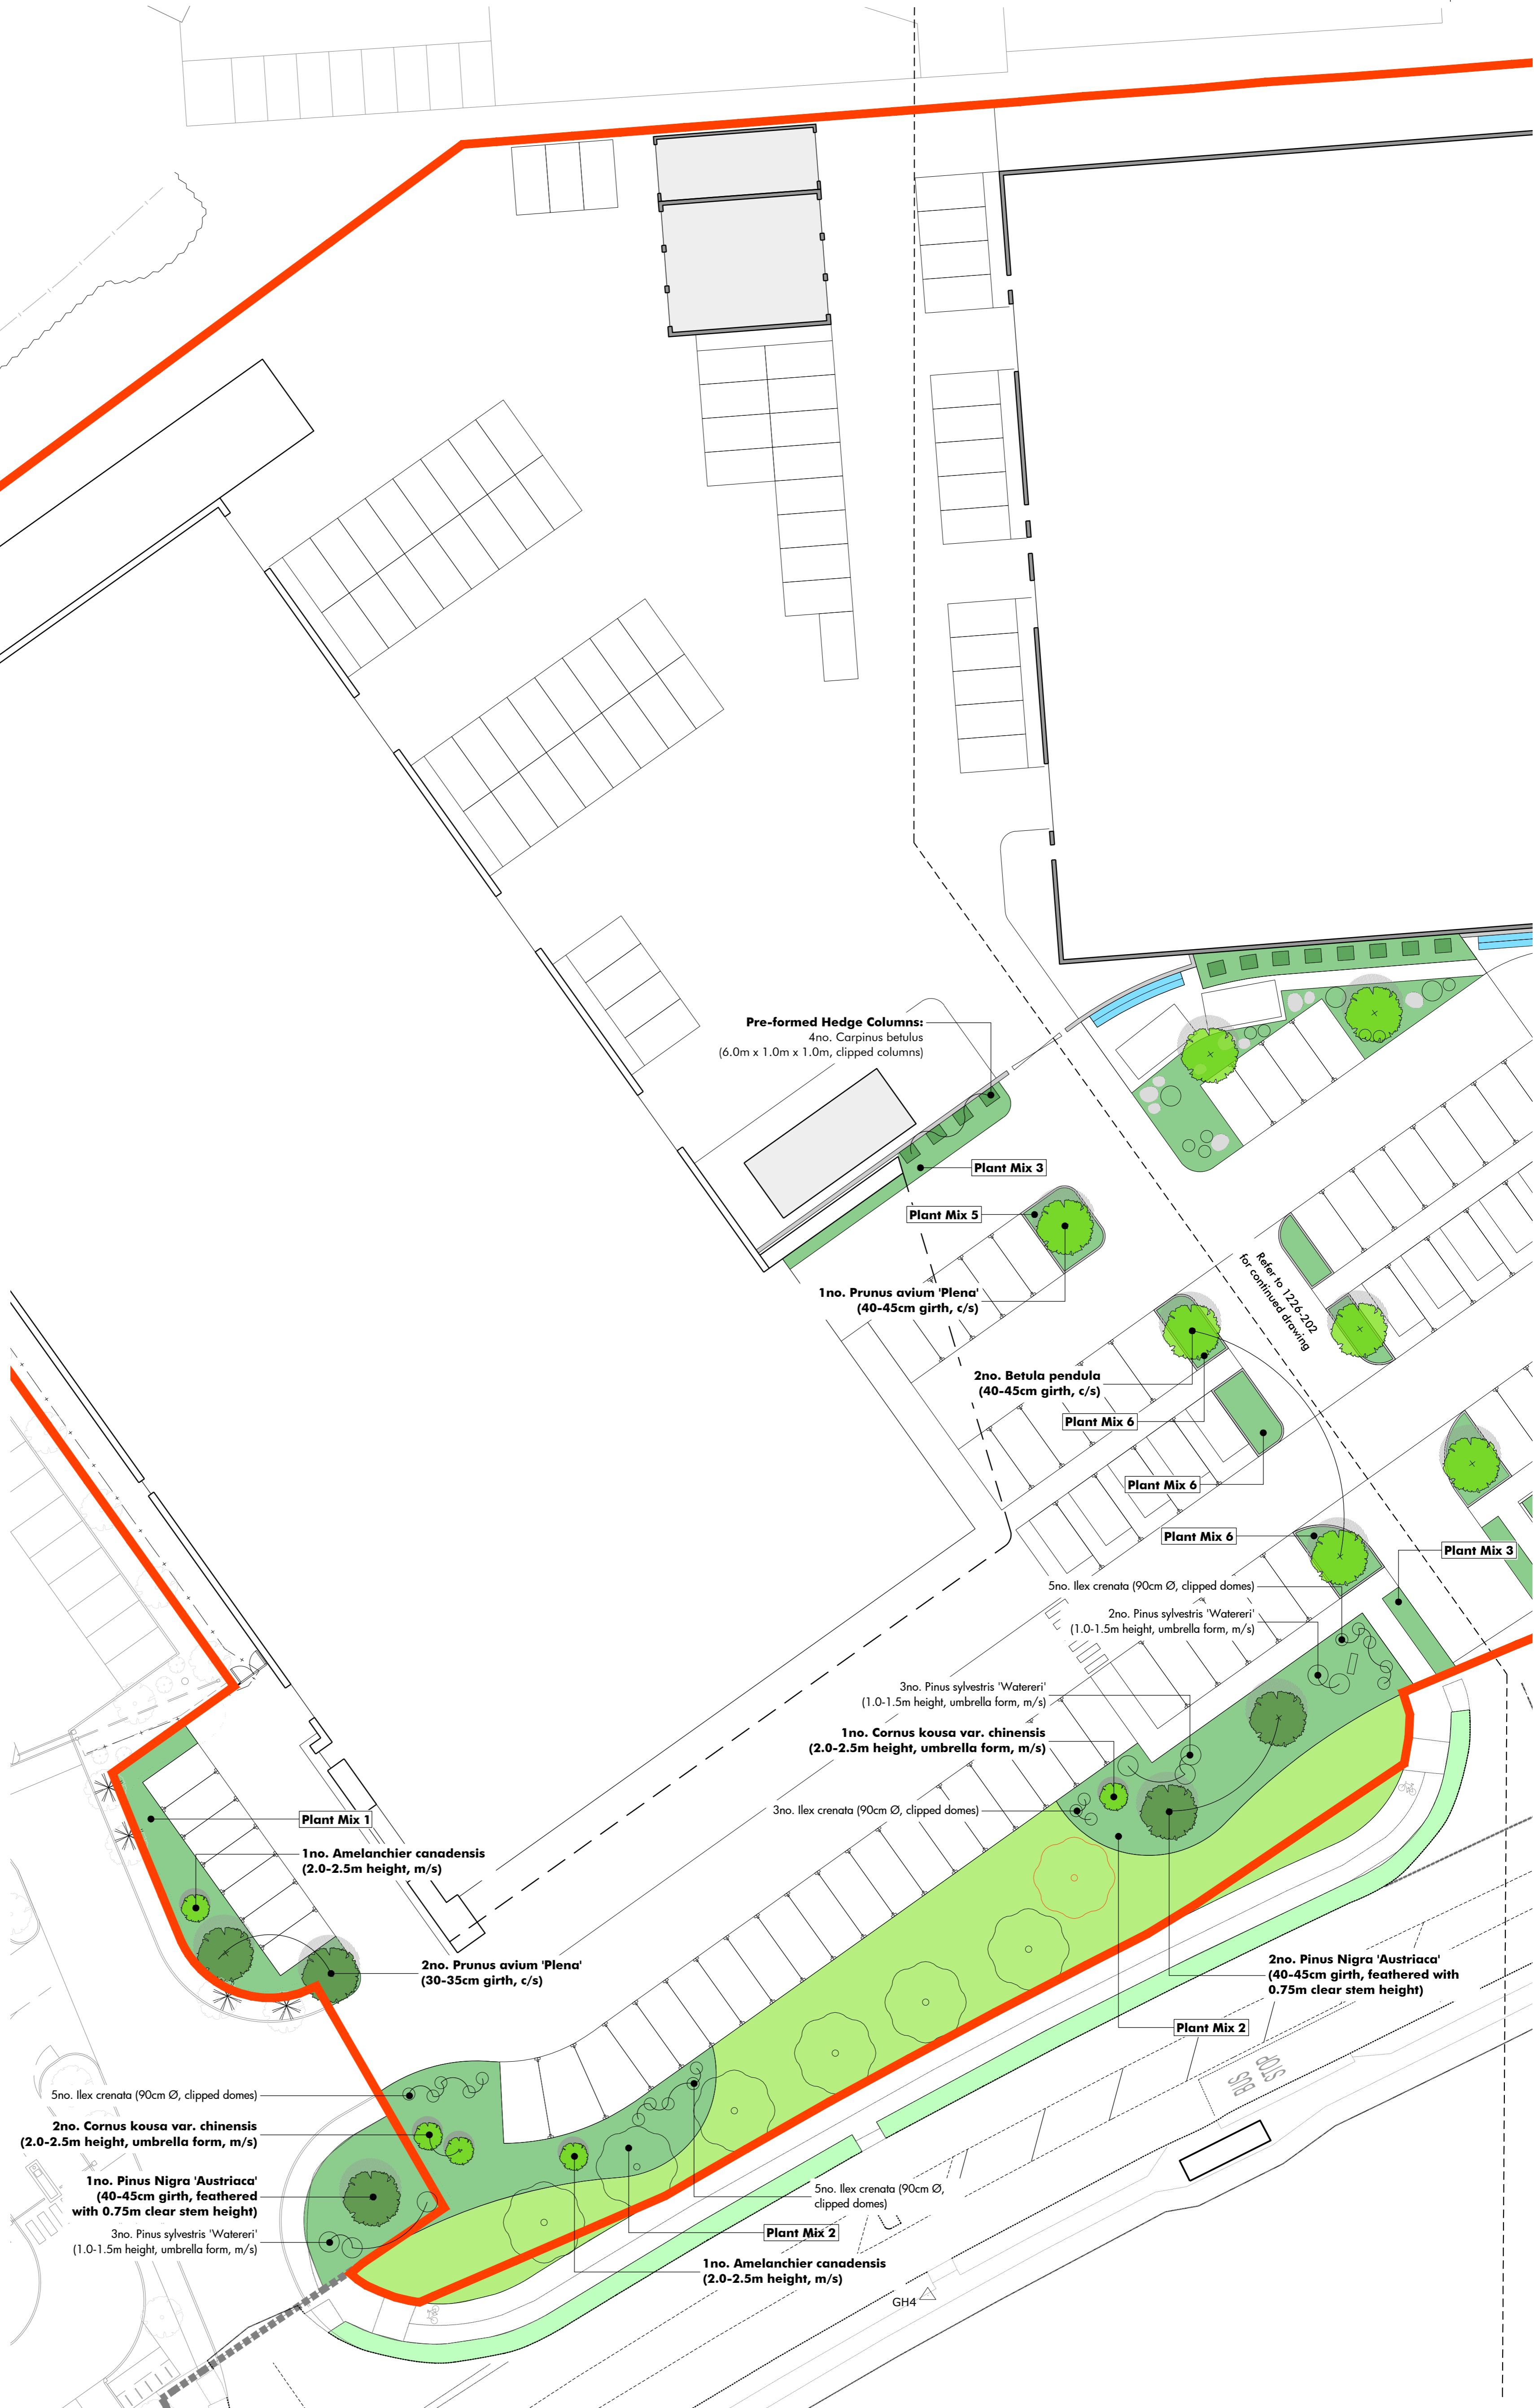 Pre-formed Hedge Columns:
4no. Carpinus betulus
(6.0m x 1.0m x 1.0m, clipped columns)
Plant Mix 3
Plant Mix 5
1no. Prunus avium 'Plena'
(40-45cm girth, c/s)
Refer to 1226-202
for continued drawing
2no. Betula pendula
(40-45cm girth, c/s)
Plant Mix 6
Plant Mix 6
Plant Mix 6
Plant Mix 3
5no. Ilex crenata (90cm Ø, clipped domes)
2no. Pinus sylvestris 'Watereri'
(1.0-1.5m height, umbrella form, m/s)
3no. Pinus sylvestris 'Watereri'
(1.0-1.5m height, umbrella form, m/s)
1no. Cornus kousa var. chinensis
(2.0-2.5m height, umbrella form, m/s)
3no. Ilex crenata (90cm Ø, clipped domes)
Plant Mix 1
1no. Amelanchier canadensis
(2.0-2.5m height, m/s)
2no. Prunus avium 'Plena'
(30-35cm girth, c/s)
2no. Pinus Nigra 'Austriaca'
(40-45cm girth, feathered with
0.75m clear stem height)
Plant Mix 2
BUS
STOP
5no. Ilex crenata (90cm Ø, clipped domes)
2no. Cornus kousa var. chinensis
(2.0-2.5m height, umbrella form, m/s)
1no. Pinus Nigra 'Austriaca'
(40-45cm girth, feathered
with 0.75m clear stem height)
3no. Pinus sylvestris 'Watereri'
(1.0-1.5m height, umbrella form, m/s)
5no. Ilex crenata (90cm Ø,
clipped domes)
Plant Mix 2
1no. Amelanchier canadensis
(2.0-2.5m height, m/s)
GH4